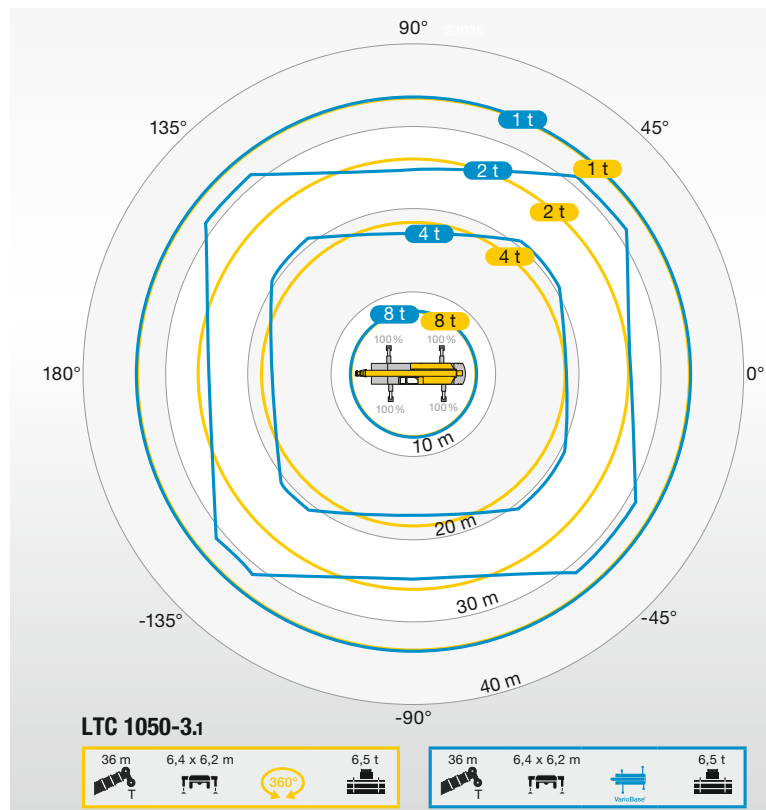 90°
135°
45°
1 t
1 t
2 t
2 t
4 t
4 t
8 t
8 t
100 %
100 %
180°
0°
100 %
100 %
10 m
20 m
30 m
-135°
-45°
40 m
-90°
LTC 1050-3.1
36 m
6,4 x 6,2 m
6,5 t
T
360°
36 m
6,4 x 6,2 m
6,5 t
T
VarioBase®